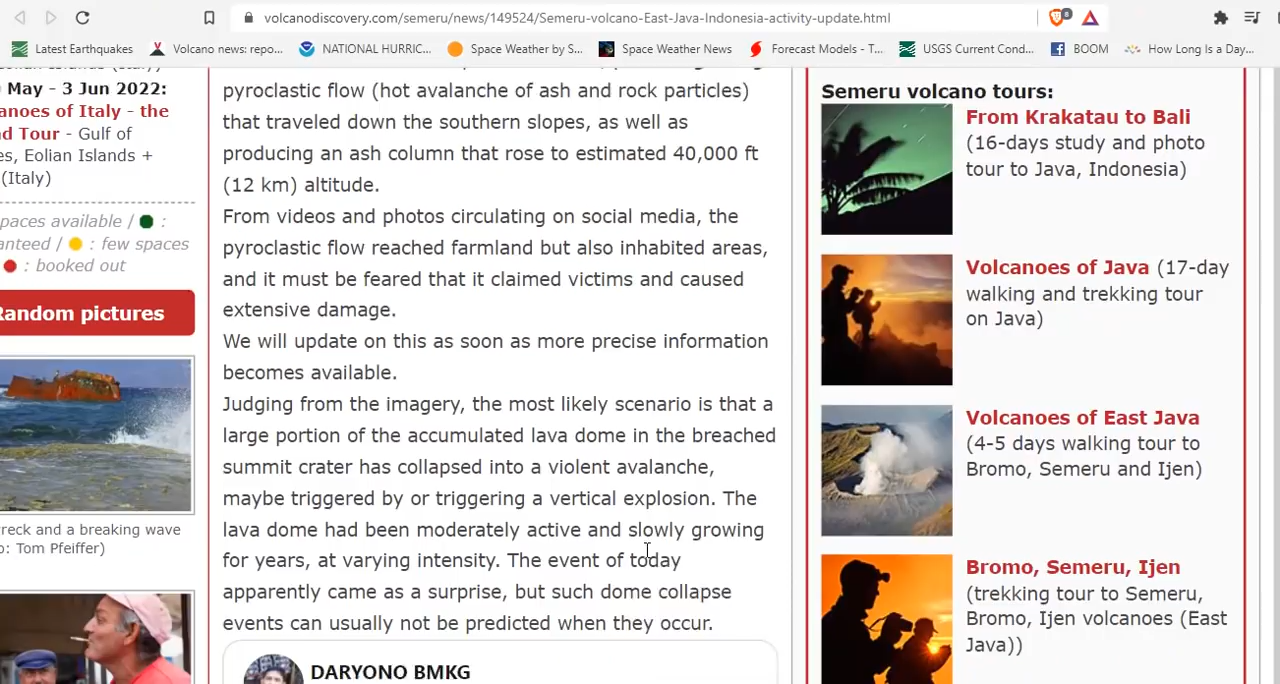 volcanodiscovery.com/semeru/news/149524/Semeru-volcano-East-Java-Indonesia-activity-update.html
8
Latest Earthquakes
Volcano news: repo...
NATIONAL HURRIC...
Space Weather by S...
Space Weather News
Forecast Models - T...
USGS Current Cond...
BOOM
How Long Is a Day...
May - 3 Jun 2022:
anoes of Italy - the
d Tour - Gulf of
es, Eolian Islands +
(Italy)
paces available / :
anteed / : few spaces
: booked out
Random pictures
reck and a breaking wave
o: Tom Pfeiffer)
pyroclastic flow (hot avalanche of ash and rock particles)
that traveled down the southern slopes, as well as
producing an ash column that rose to estimated 40,000 ft
(12 km) altitude.
From videos and photos circulating on social media, the
pyroclastic flow reached farmland but also inhabited areas,
and it must be feared that it claimed victims and caused
extensive damage.
We will update on this as soon as more precise information
becomes available.
Judging from the imagery, the most likely scenario is that a
large portion of the accumulated lava dome in the breached
summit crater has collapsed into a violent avalanche,
maybe triggered by or triggering a vertical explosion. The
lava dome had been moderately active and slowly growing
for years, at varying intensity. The event of today
apparently came as a surprise, but such dome collapse
events can usually not be predicted when they occur.
DARYONO BMKG
Semeru volcano tours:
From Krakatau to Bali
(16-days study and photo
tour to Java, Indonesia)
Volcanoes of Java (17-day
walking and trekking tour
on Java)
Volcanoes of East Java
(4-5 days walking tour to
Bromo, Semeru and Ijen)
Bromo, Semeru, Ijen
(trekking tour to Semeru,
Bromo, Ijen volcanoes (East
Java))